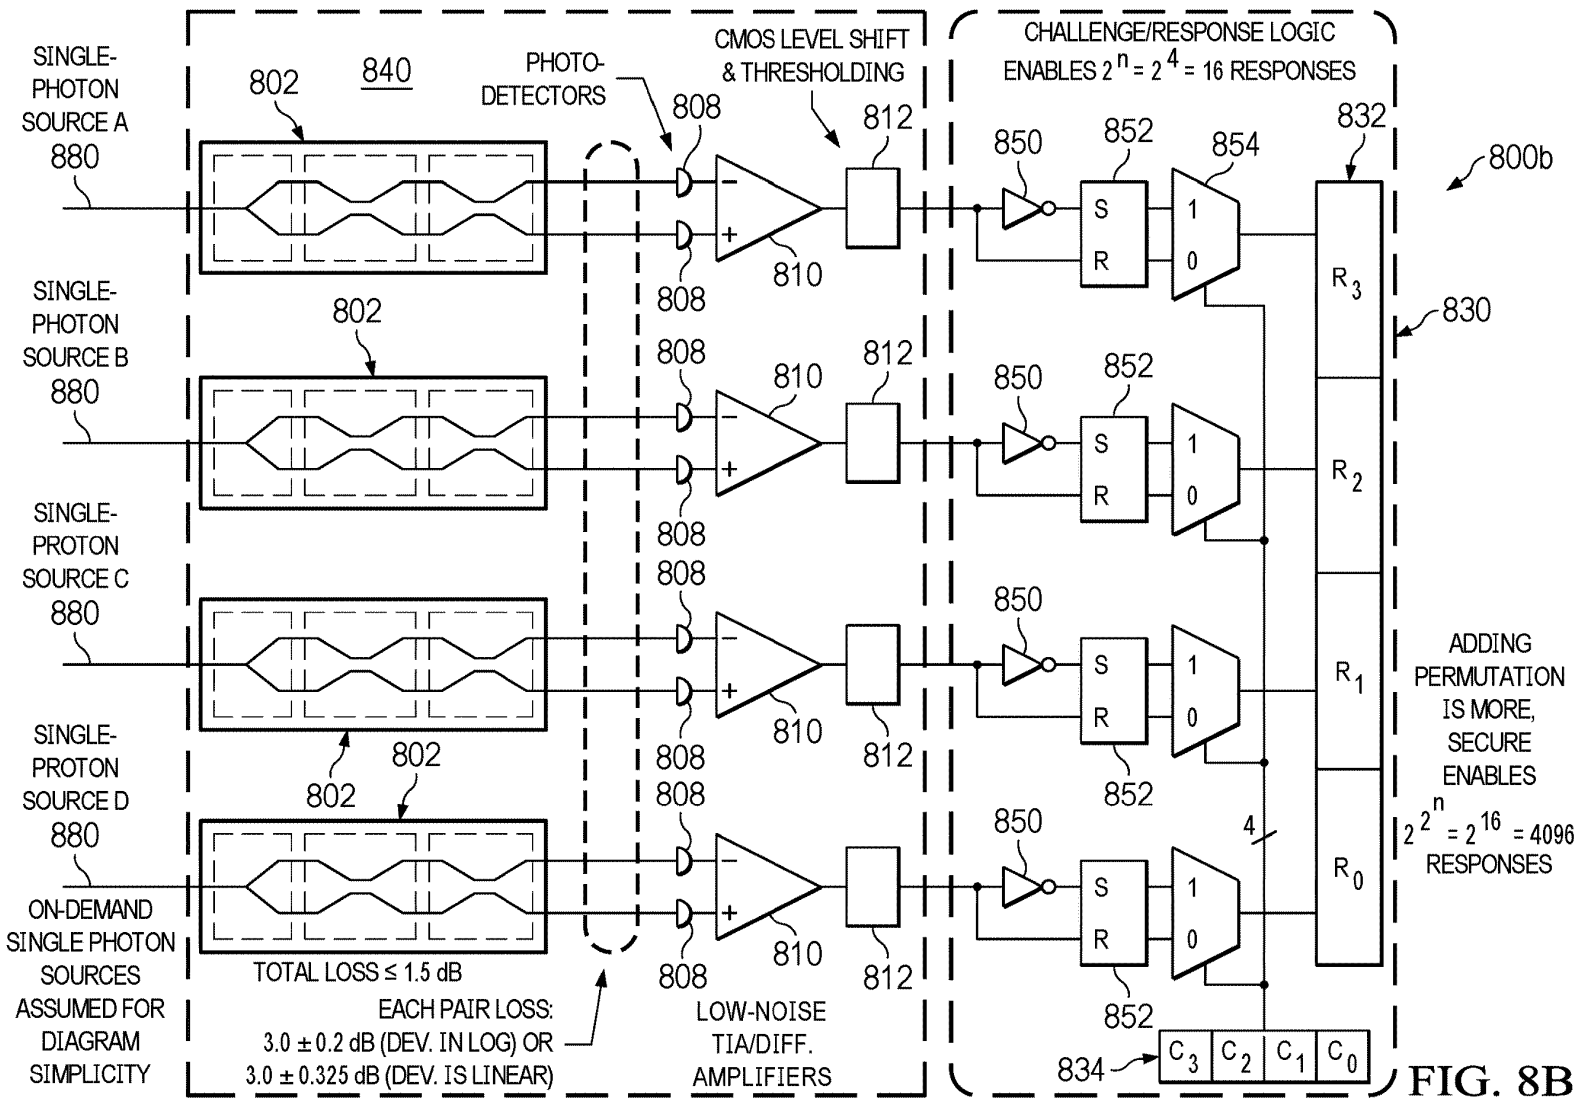 SINGLE-
PHOTON
SOURCE A
880
802
840
PHOTO-
DETECTORS
808
CMOS LEVEL SHIFT
& THRESHOLDING
812
−
+
808
810
CHALLENGE/RESPONSE LOGIC
ENABLES 2^n = 2^4 = 16 RESPONSES
850
852
854
832
800b
S
R
1
0
R3
830
SINGLE-
PHOTON
SOURCE B
880
802
808
−
+
808
810
812
850
852
S
R
1
0
R2
SINGLE-
PROTON
SOURCE C
880
802
808
−
+
808
810
812
850
S
R
852
1
0
R1
ADDING
PERMUTATION
IS MORE,
SECURE
ENABLES
2^2^n = 2^16 = 4096
RESPONSES
SINGLE-
PROTON
SOURCE D
880
802
808
−
+
808
810
812
850
S
R
852
1
0
4
R0
ON-DEMAND
SINGLE PHOTON
SOURCES
ASSUMED FOR
DIAGRAM
SIMPLICITY
TOTAL LOSS ≤ 1.5 dB
EACH PAIR LOSS:
3.0 ± 0.2 dB (DEV. IN LOG) OR
3.0 ± 0.325 dB (DEV. IS LINEAR)
LOW-NOISE
TIA/DIFF.
AMPLIFIERS
834
C3 C2 C1 C0
FIG. 8B